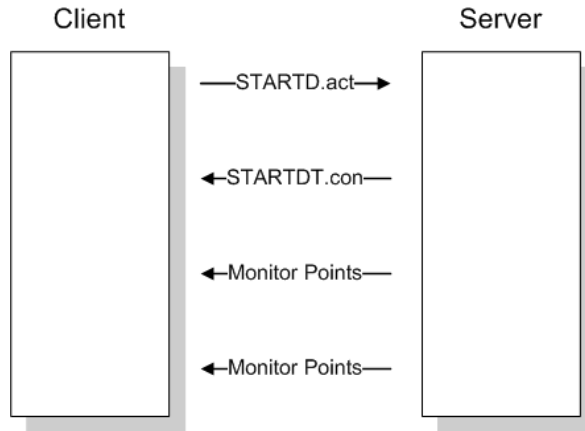 Client
Server
STARTD.act
STARTDT.con
Monitor Points
Monitor Points